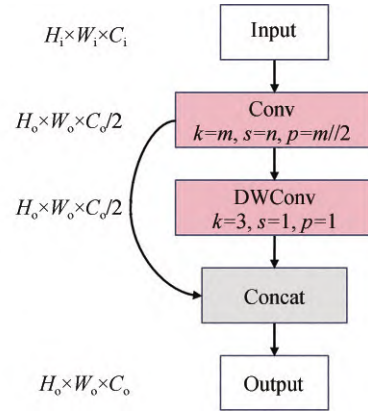 Hᵢ×Wᵢ×Cᵢ
Input
Hₒ×Wₒ×Cₒ/2
Conv
k=m, s=n, p=m//2
Hₒ×Wₒ×Cₒ/2
DWConv
k=3, s=1, p=1
Concat
Hₒ×Wₒ×Cₒ
Output